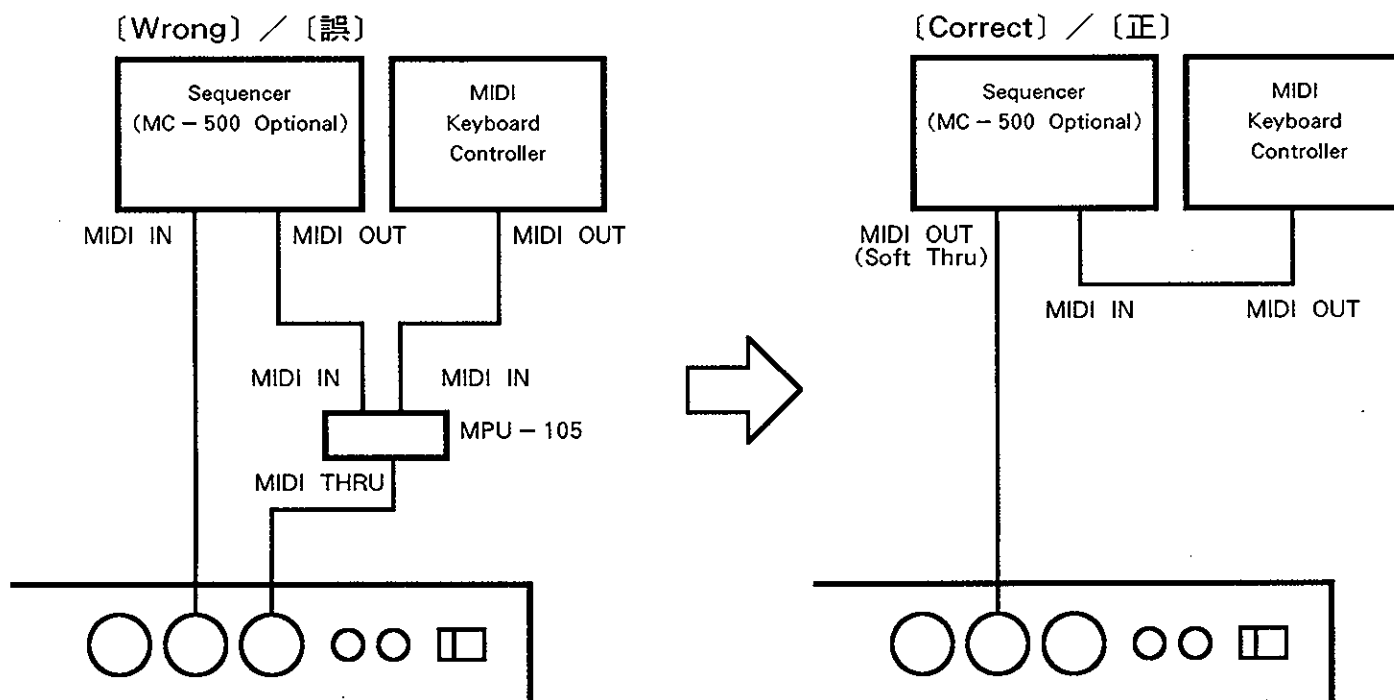 〔Wrong〕 / 〔誤〕
Sequencer
(MC-500 Optional)
MIDI
Keyboard
Controller
MIDI IN
MIDI OUT
MIDI OUT
MIDI IN
MIDI IN
MPU-105
MIDI THRU
〔Correct〕 / 〔正〕
Sequencer
(MC-500 Optional)
MIDI
Keyboard
Controller
MIDI OUT
(Soft Thru)
MIDI IN
MIDI OUT